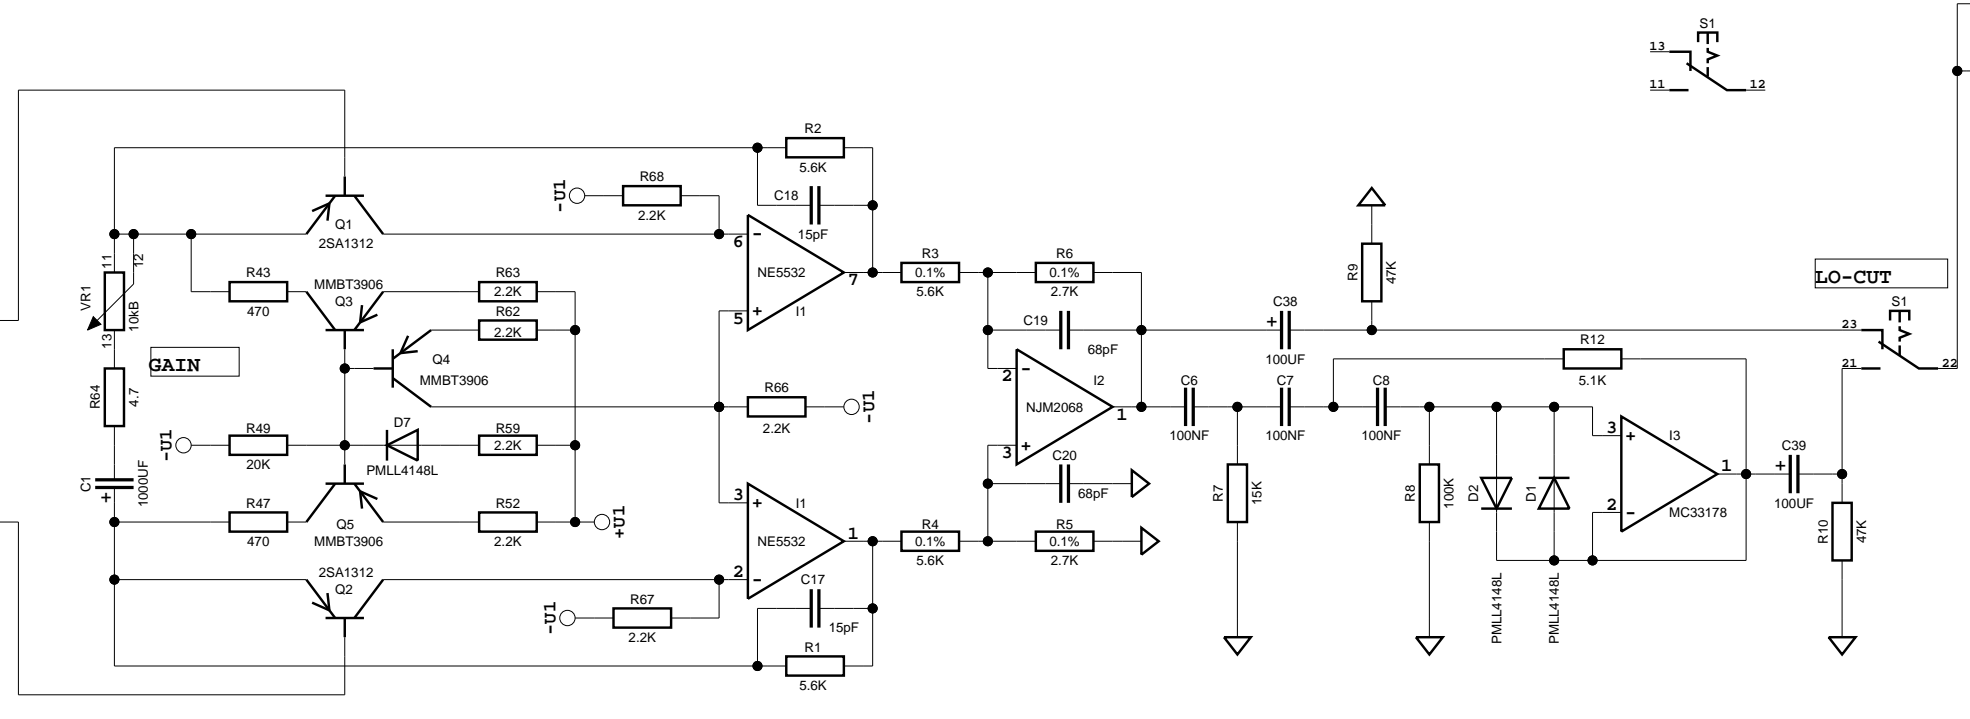 S1
13
11
12
R2
5.6K
C18
15pF
R68
2.2K
-U1
Q1
2SA1312
6
-
NE5532
7
+
5
I1
11
12
VR1
10kB
13
R43
470
MMBT3906
Q3
R63
2.2K
R62
2.2K
Q4
MMBT3906
GAIN
R64
4.7
R66
2.2K
-U1
-U1
R49
20K
D7
PMLL4148L
R59
2.2K
C1
+
1000UF
R47
470
Q5
MMBT3906
R52
2.2K
+U1
2SA1312
Q2
-U1
R67
2.2K
3
+
I1
NE5532
1
2
-
C17
15pF
R1
5.6K
R3
0.1%
5.6K
R6
0.1%
2.7K
C19
68pF
2
-
I2
NJM2068
1
+
3
C20
68pF
R4
0.1%
5.6K
R5
0.1%
2.7K
R9
47K
C38
+
100UF
C6
100NF
C7
100NF
C8
100NF
R12
5.1K
R7
15K
R8
100K
D2
PMLL4148L
D1
PMLL4148L
3
+
I3
1
2
-
MC33178
C39
+
100UF
R10
47K
LO-CUT
S1
23
21
22